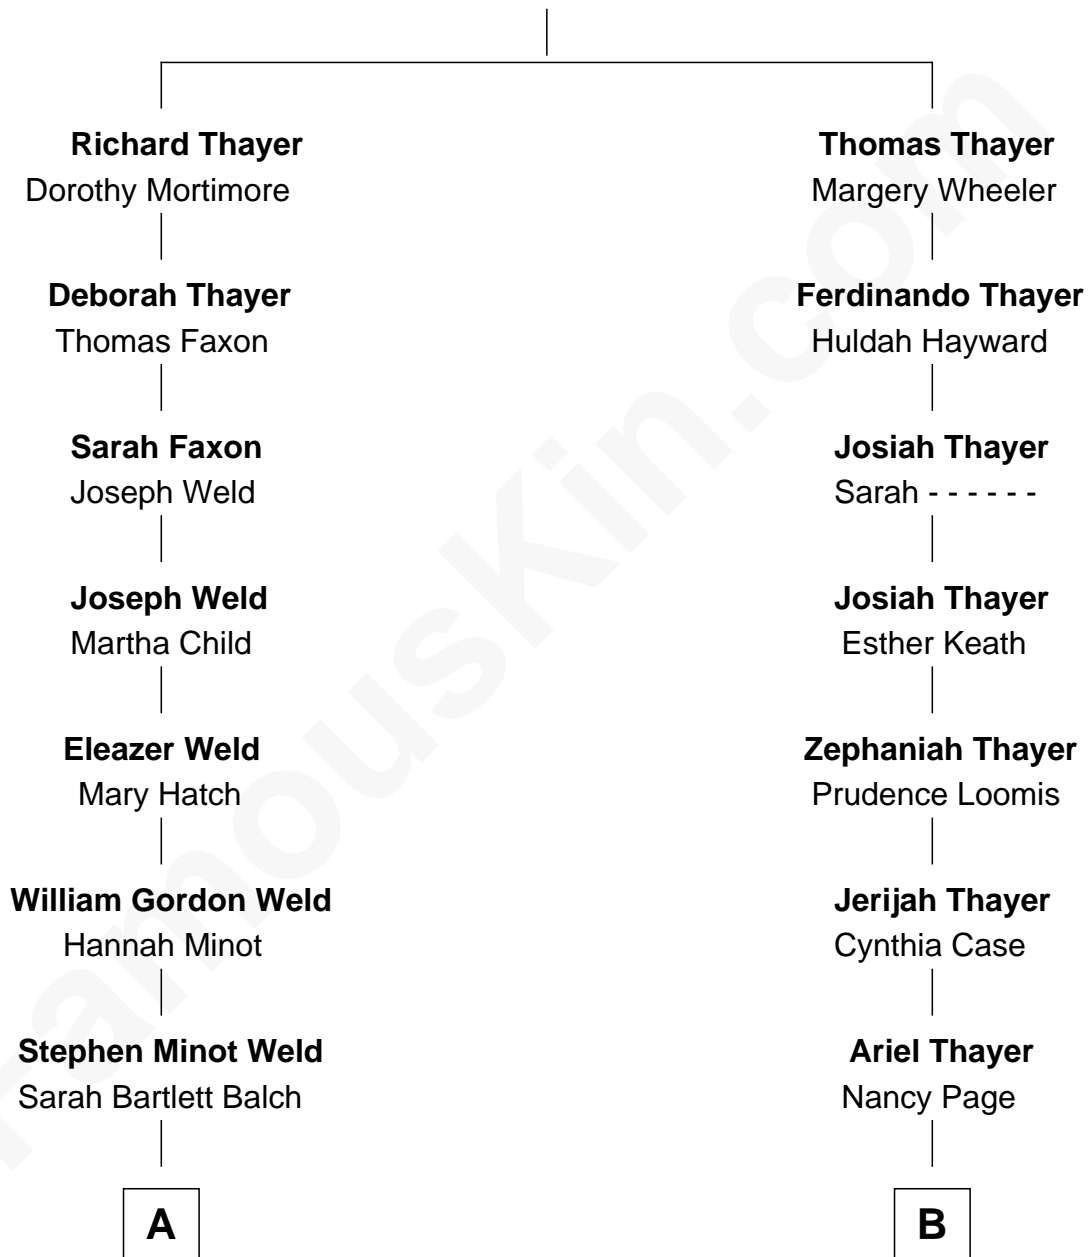 Richard Thayer
Dorothy Mortimore
Deborah Thayer
Thomas Faxon
Sarah Faxon
Joseph Weld
Joseph Weld
Martha Child
Eleazer Weld
Mary Hatch
William Gordon Weld
Hannah Minot
Stephen Minot Weld
Sarah Bartlett Balch
A
Thomas Thayer
Margery Wheeler
Ferdinando Thayer
Huldah Hayward
Josiah Thayer
Sarah - - - - - -
Josiah Thayer
Esther Keath
Zephaniah Thayer
Prudence Loomis
Jerijah Thayer
Cynthia Case
Ariel Thayer
Nancy Page
B
FamousKin.com